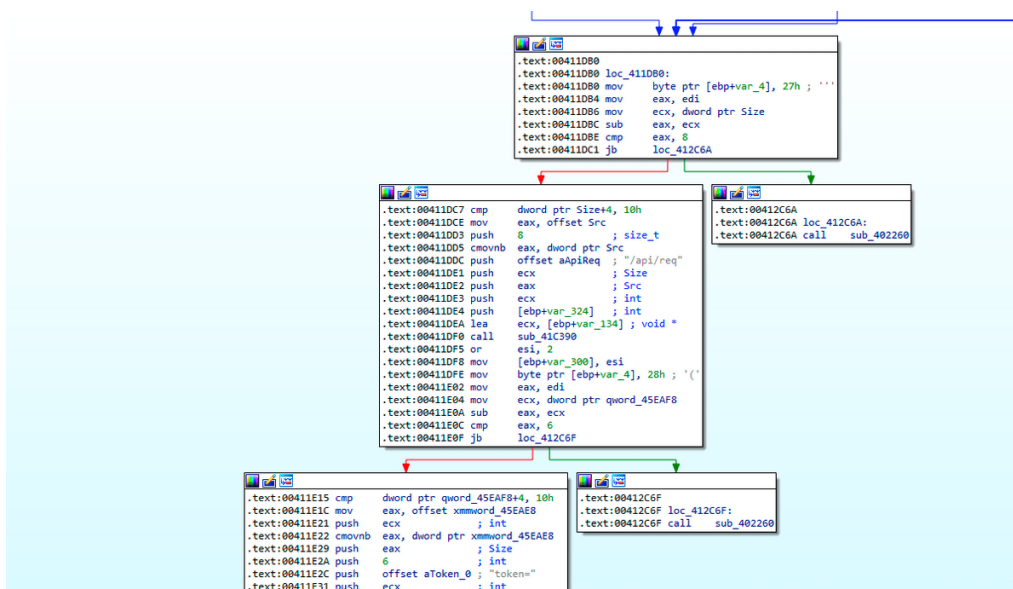 .text:00411DB0
.text:00411DB0 loc_411DB0:
.text:00411DB0 mov byte ptr [ebp+var_4], 27h ; '''
.text:00411DB4 mov eax, edi
.text:00411DB6 mov ecx, dword ptr Size
.text:00411DBC sub eax, ecx
.text:00411DBE cmp eax, 8
.text:00411DC1 jb loc_412C6A
.text:00411DC7 cmp dword ptr Size+4, 10h
.text:00411DCE mov eax, offset Src
.text:00411DD3 push 8 ; size_t
.text:00411DD5 cmovnb eax, dword ptr Src
.text:00411DDC push offset aApiReq ; "/api/req"
.text:00411DE1 push ecx ; Size
.text:00411DE2 push eax ; Src
.text:00411DE3 push ecx ; int
.text:00411DE4 push [ebp+var_324] ; int
.text:00411DEA lea ecx, [ebp+var_134] ; void *
.text:00411DF0 call sub_41C390
.text:00411DF5 or esi, 2
.text:00411DF8 mov [ebp+var_300], esi
.text:00411DFE mov byte ptr [ebp+var_4], 28h ; '('
.text:00411E02 mov eax, edi
.text:00411E04 mov ecx, dword ptr qword_45EAF8
.text:00411E0A sub eax, ecx
.text:00411E0C cmp eax, 6
.text:00411E0F jb loc_412C6F
.text:00412C6A
.text:00412C6A loc_412C6A:
.text:00412C6A call sub_402260
.text:00411E15 cmp dword ptr qword_45EAF8+4, 10h
.text:00411E1C mov eax, offset xmmword_45EAE8
.text:00411E21 push ecx ; int
.text:00411E22 cmovnb eax, dword ptr xmmword_45EAE8
.text:00411E29 push eax ; Size
.text:00411E2A push 6 ; int
.text:00411E2C push offset aToken_0 ; "token="
.text:00411E31 push ecx ; int
.text:00412C6F
.text:00412C6F loc_412C6F:
.text:00412C6F call sub_402260